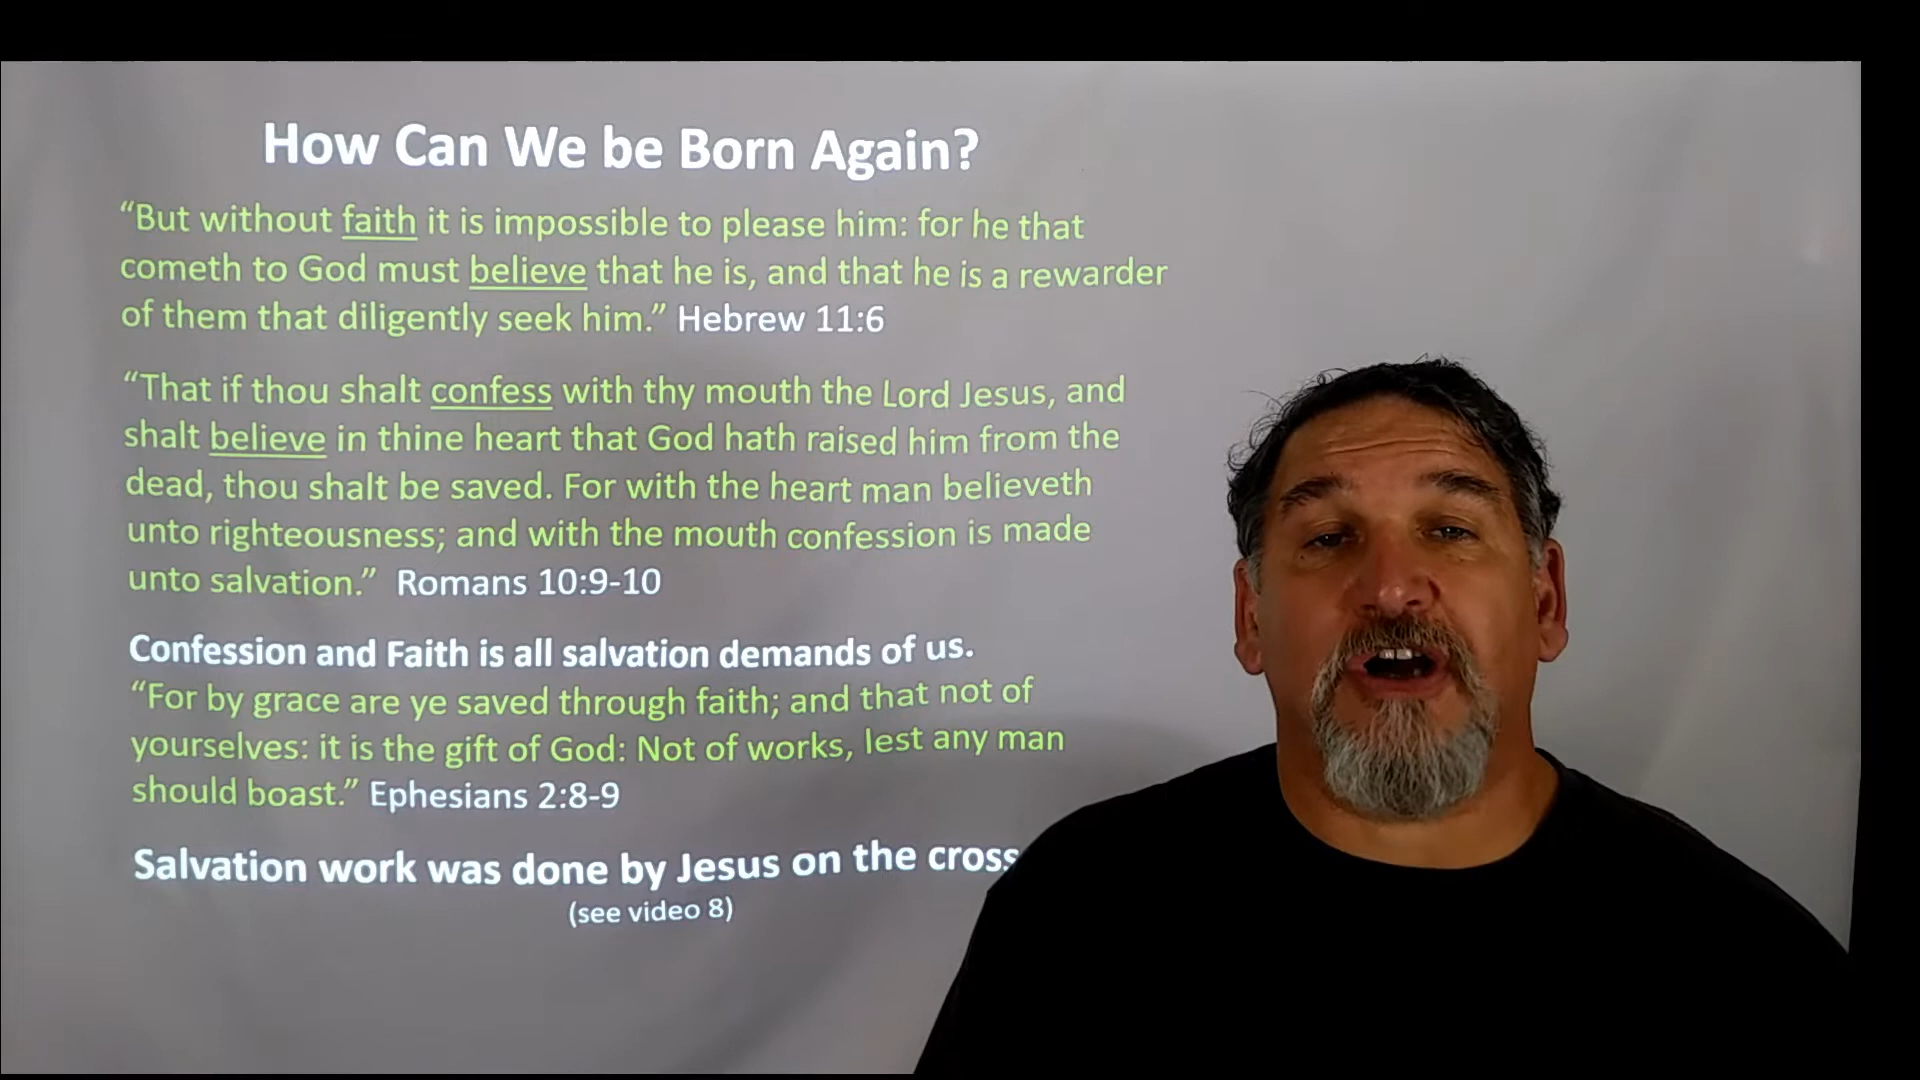 How Can We be Born Again?
“But without faith it is impossible to please him: for he that
cometh to God must believe that he is, and that he is a rewarder
of them that diligently seek him.” Hebrew 11:6
“That if thou shalt confess with thy mouth the Lord Jesus, and
shalt believe in thine heart that God hath raised him from the
dead, thou shalt be saved. For with the heart man believeth
unto righteousness; and with the mouth confession is made
unto salvation.” Romans 10:9-10
Confession and Faith is all salvation demands of us.
“For by grace are ye saved through faith; and that not of
yourselves: it is the gift of God: Not of works, lest any man
should boast.” Ephesians 2:8-9
Salvation work was done by Jesus on the cross
(see video 8)